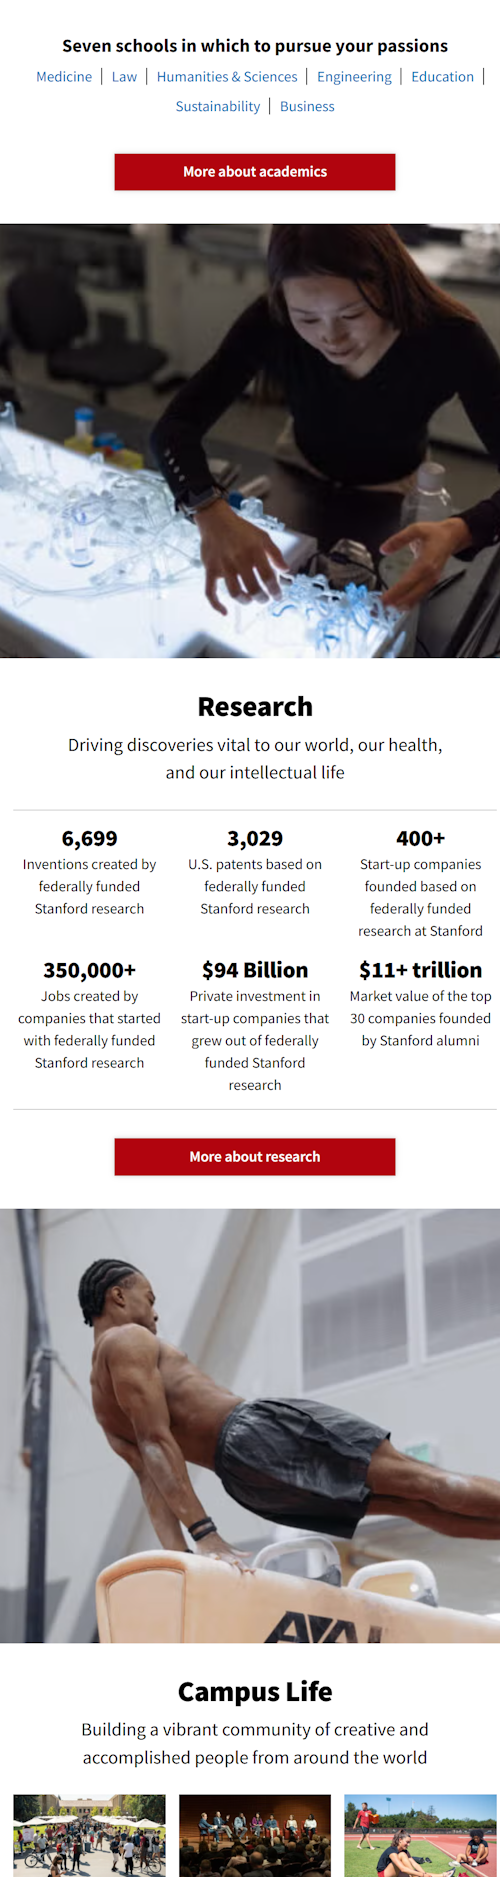 Seven schools in which to pursue your passions
Medicine | Law | Humanities & Sciences | Engineering | Education |
Sustainability | Business
More about academics
Research
Driving discoveries vital to our world, our health,
and our intellectual life
6,699
Inventions created by
federally funded
Stanford research
3,029
U.S. patents based on
federally funded
Stanford research
400+
Start-up companies
founded based on
federally funded
research at Stanford
350,000+
Jobs created by
companies that started
with federally funded
Stanford research
$94 Billion
Private investment in
start-up companies that
grew out of federally
funded Stanford
research
$11+ trillion
Market value of the top
30 companies founded
by Stanford alumni
More about research
Campus Life
Building a vibrant community of creative and
accomplished people from around the world